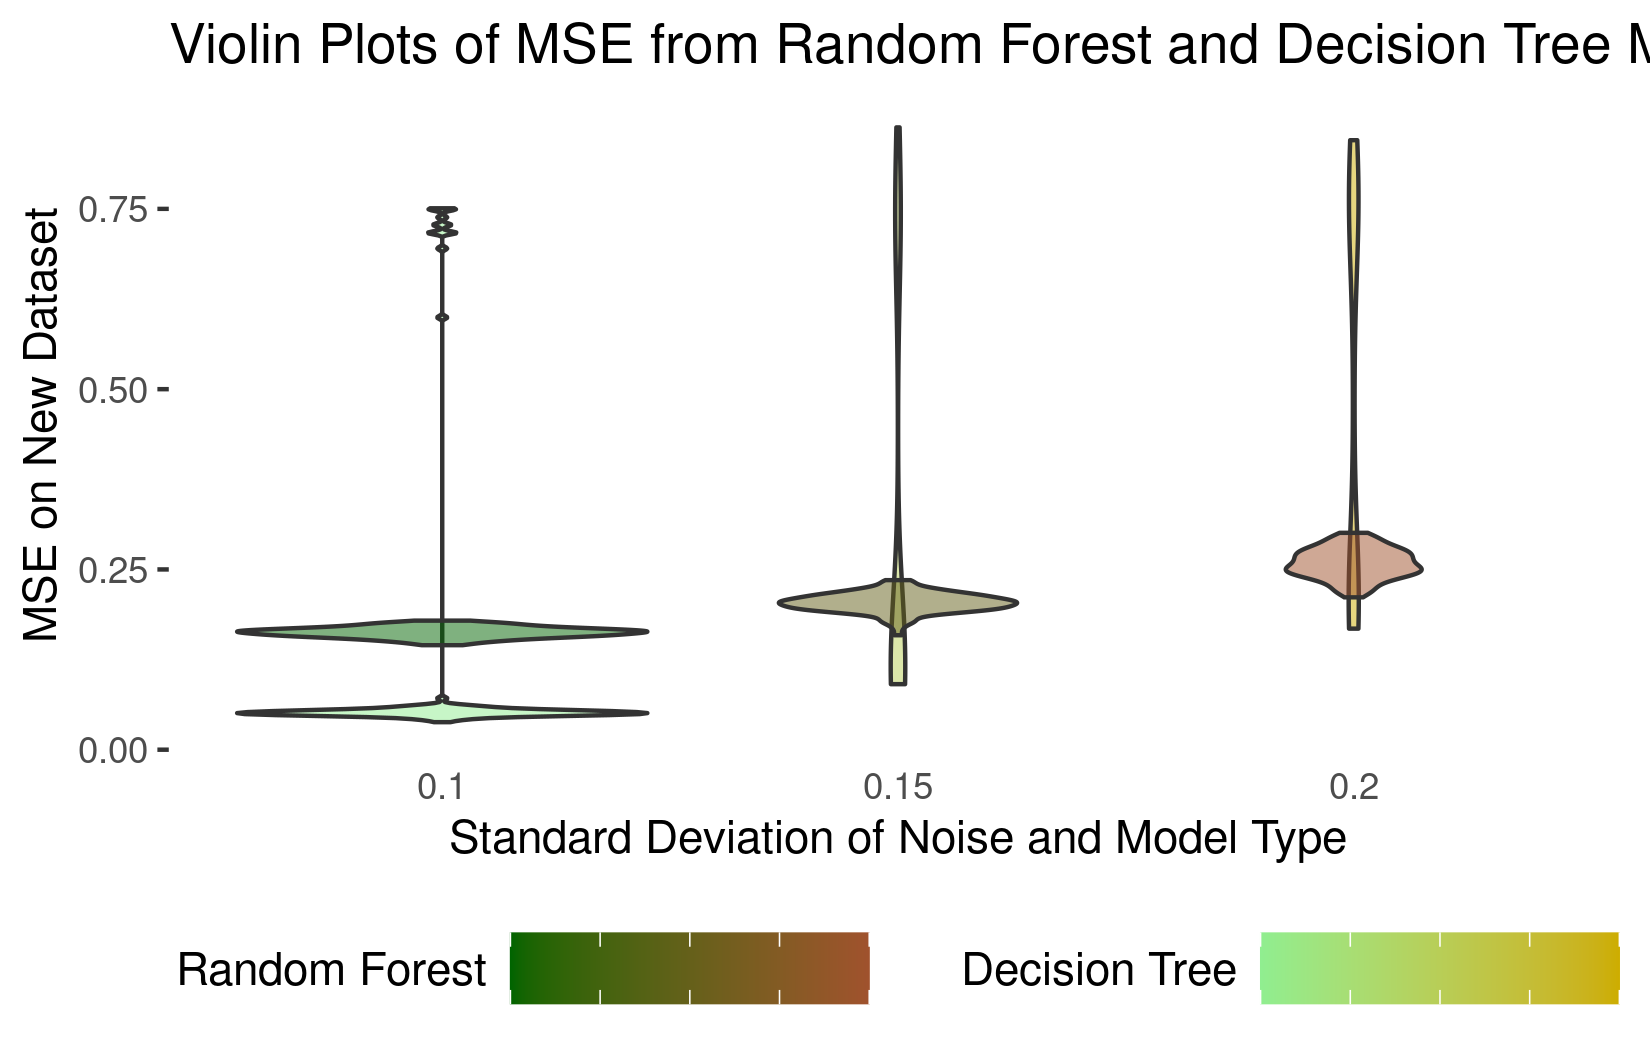 Violin Plots of MSE from Random Forest and Decision Tree
MSE on New Dataset
0.75
0.50
0.25
0.00
0.1 0.15 0.2
Standard Deviation of Noise and Model Type
Random Forest Decision Tree